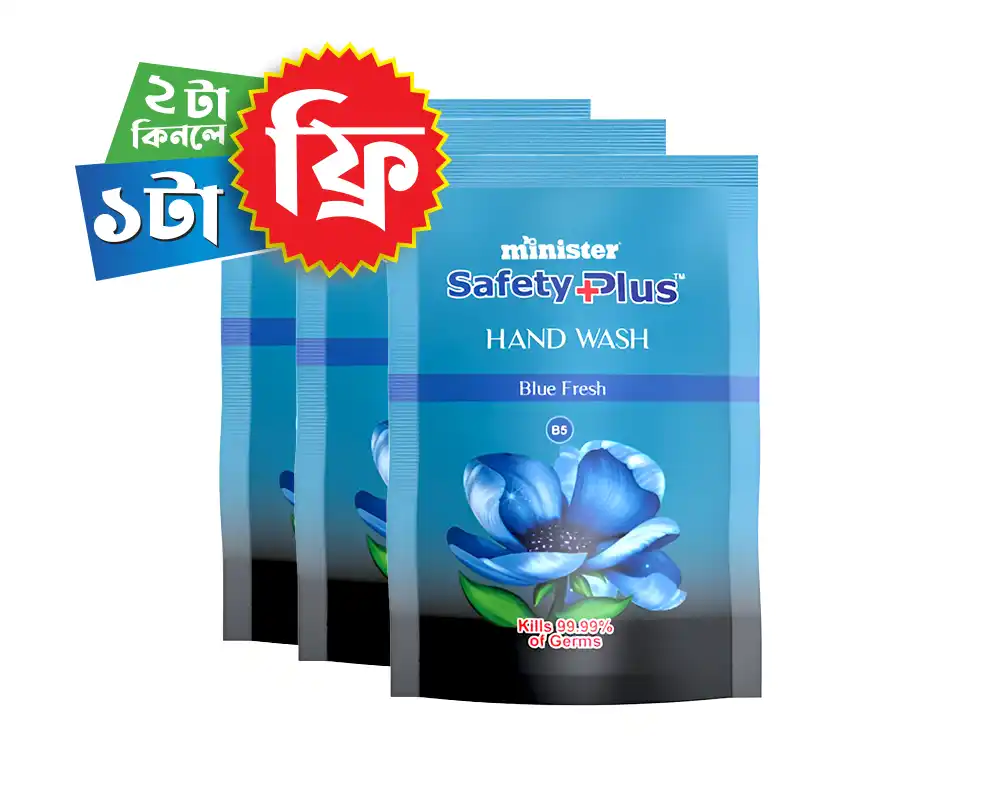 ২ টা
কিনলে
১টা
ফ্রি
minister
Safety Plus™
HAND WASH
Blue Fresh
B5
Kills 99.99%
of Germs